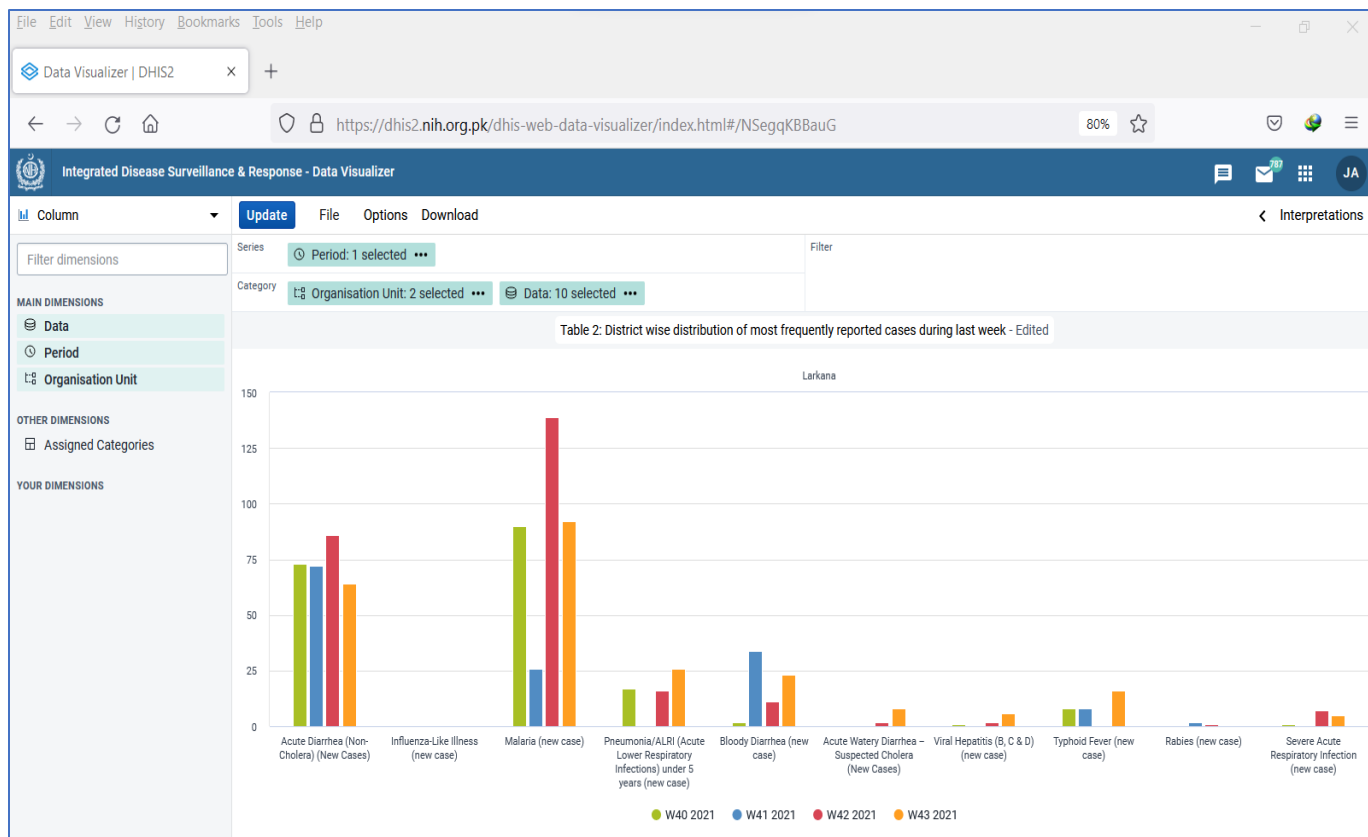 File Edit View History Bookmarks Tools Help
Data Visualizer | DHIS2
https://dhis2.nih.org.pk/dhis-web-data-visualizer/index.html#/NSegqKBBauG 80%
Integrated Disease Surveillance & Response - Data Visualizer 787 JA
Column Update File Options Download Interpretations
Filter dimensions
MAIN DIMENSIONS
Data
Period
Organisation Unit
OTHER DIMENSIONS
Assigned Categories
YOUR DIMENSIONS
Series Period: 1 selected ••• Filter
Category Organisation Unit: 2 selected ••• Data: 10 selected •••
Table 2: District wise distribution of most frequently reported cases during last week - Edited
Larkana
150
125
100
75
50
25
0
Acute Diarrhea (Non-
Cholera) (New Cases)
Influenza-Like Illness
(new case)
Malaria (new case)
Pneumonia/ALRI (Acute
Lower Respiratory
Infections) under 5
years (new case)
Bloody Diarrhea (new
case)
Acute Watery Diarrhea –
Suspected Cholera
(New Cases)
Viral Hepatitis (B, C & D)
(new case)
Typhoid Fever (new
case)
Rabies (new case)
Severe Acute
Respiratory Infection
(new case)
W40 2021 W41 2021 W42 2021 W43 2021